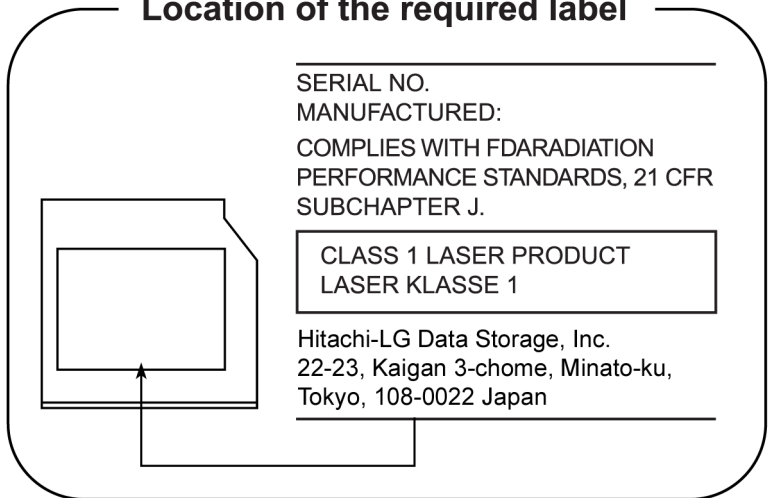 Location of the required label
SERIAL NO.
MANUFACTURED:
COMPLIES WITH FDARADIATION
PERFORMANCE STANDARDS, 21 CFR
SUBCHAPTER J.
CLASS 1 LASER PRODUCT
LASER KLASSE 1
Hitachi-LG Data Storage, Inc.
22-23, Kaigan 3-chome, Minato-ku,
Tokyo, 108-0022 Japan